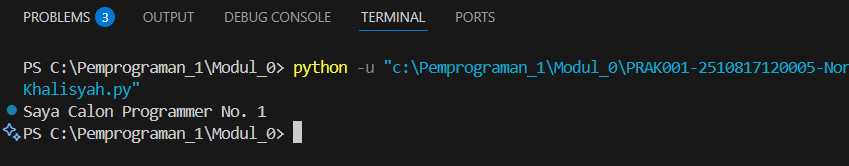 PROBLEMS 3 OUTPUT DEBUG CONSOLE TERMINAL PORTS
PS C:\Pemprograman_1\Modul_0> python -u "c:\Pemprograman_1\Modul_0\PRAK001-2510817120005-Nor
Khalisyah.py"
Saya Calon Programmer No. 1
PS C:\Pemprograman_1\Modul_0>